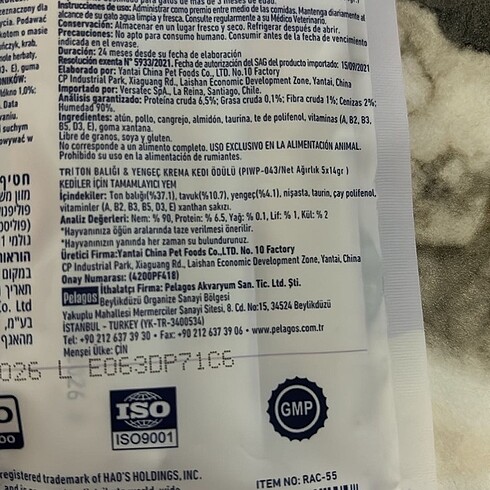 Instrucciones de uso: Administrar como premio entre medio de las comidas. Mantenga diariamente al
alcance de su gato agua limpia y fresca. Consulte regularmente a su Médico Veterinario.
Conservación: Almacenar en un lugar fresco y seco. Refrigerar después de abrir.
Precauciones: No apto para consumo humano. Consumir antes de la fecha de vencimiento
indicada en el envase.
Duración: 24 meses desde su fecha de elaboración
Resolución exenta N° 5933/2021. Fecha de autorización del SAG del producto importado: 15/09/2021
Elaborado por: Yantai China Pet Foods Co., LTD. No.10 Factory
CP Industrial Park, Xiaguang Rd., Laishan Economic Development Zone, Yantai, China
Importado por: Versatec SpA., La Reina, Santiago, Chile.
Análisis garantizado: Proteína cruda 6,5%; Grasa cruda 0,1%; Fibra cruda 1%; Cenizas 2%;
Humedad 90%.
Ingredientes: atún, pollo, cangrejo, almidón, taurina, te de polifenol, vitaminas (A, B2, B3,
B5, D3, E), goma xantana.
Libre de granos, soya y gluten.
No corresponde a un alimento completo. USO EXCLUSIVO EN LA ALIMENTACIÓN ANIMAL.
Prohibido su uso en la alimentación de rumiantes.
TRİTON BALIĞI & YENGEÇ KREMA KEDİ ÖDÜLÜ (PIWP-043/Net Ağırlık 5x14gr)
KEDİLER İÇİN TAMAMLAYICI YEM
İçindekiler: Ton balığı(%37.1), tavuk(%10.7), yengeç(%4.1), nişasta, taurin, çay polifenol,
vitaminler (A, B2, B3, B5, D3, E) xanthan sakızı.
Analiz Değerleri: Nem: % 90, Protein: % 6.5, Yağ: % 0.1, Lif: % 1, Kül: % 2
*Hayvanınıza öğün aralarında taze verilmesi önerilir.
*Hayvanınızın yanında her zaman su bulundurunuz.
Üretici Firma:Yantai China Pet Foods Co.,LTD. No. 10 Factory
CP Industrial Park, Xiaguang Rd., Laishan Economic Development Zone, Yantai, China
Onay Numarası: (4200PF418)
Pelagos İthalatçı Firma: Pelagos Akvaryum San. Tic. Ltd. Şti.
Beylikdüzü Organize Sanayi Bölgesi
Yakuplu Mahallesi Mermerciler Sanayi Sitesi, 8. Cd. No:15, 34524 Beylikdüzü
İSTANBUL - TURKEY (YK-TR-3400534)
Tel: +90 212 637 39 30 • Fax: +90 212 637 39 06 • www.pelagos.com.tr
Menşei Ülke: ÇİN
026 L E063DP71C6
ISO
ISO9001
GMP
registered trademark of HAO'S HOLDINGS, INC.
ITEM NO: RAC-55